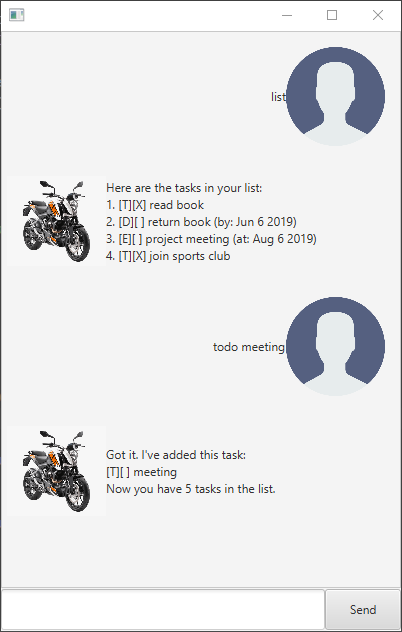 list
Here are the tasks in your list:
1. [T][X] read book
2. [D][ ] return book (by: Jun 6 2019)
3. [E][ ] project meeting (at: Aug 6 2019)
4. [T][X] join sports club
todo meeting
Got it. I've added this task:
[T][ ] meeting
Now you have 5 tasks in the list.
Send